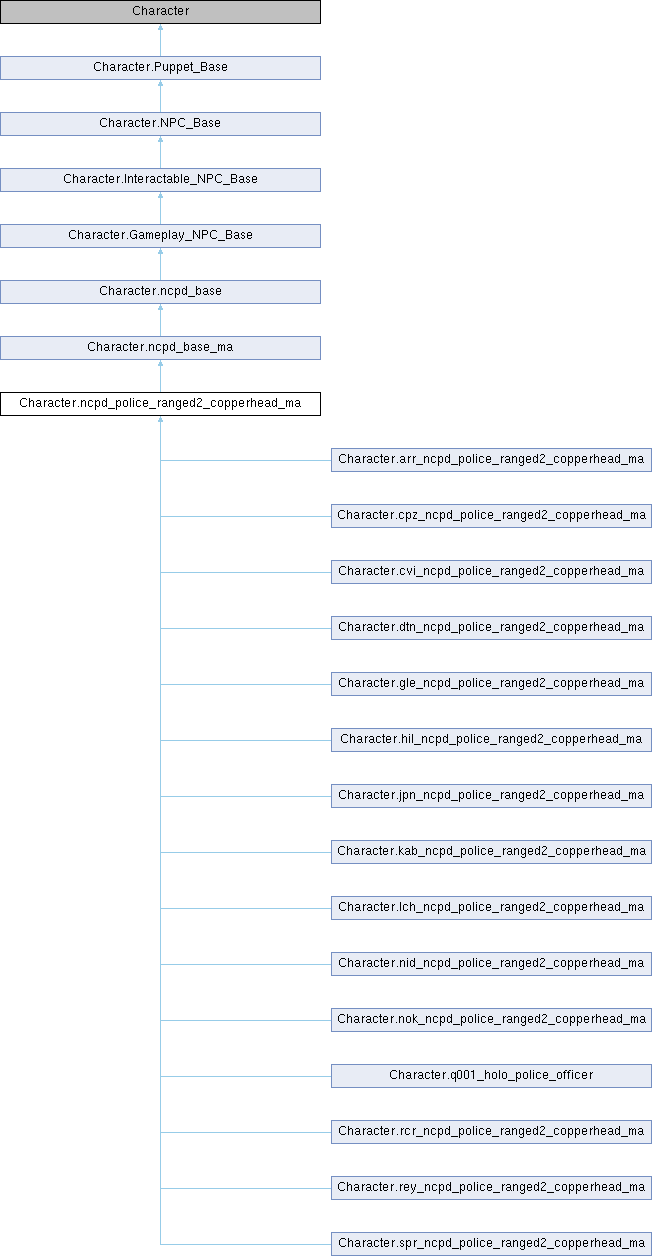 Character
Character.Puppet_Base
Character.NPC_Base
Character.Interactable_NPC_Base
Character.Gameplay_NPC_Base
Character.ncpd_base
Character.ncpd_base_ma
Character.ncpd_police_ranged2_copperhead_ma
Character.arr_ncpd_police_ranged2_copperhead_ma
Character.cpz_ncpd_police_ranged2_copperhead_ma
Character.cvi_ncpd_police_ranged2_copperhead_ma
Character.dtn_ncpd_police_ranged2_copperhead_ma
Character.gle_ncpd_police_ranged2_copperhead_ma
Character.hil_ncpd_police_ranged2_copperhead_ma
Character.jpn_ncpd_police_ranged2_copperhead_ma
Character.kab_ncpd_police_ranged2_copperhead_ma
Character.lch_ncpd_police_ranged2_copperhead_ma
Character.nid_ncpd_police_ranged2_copperhead_ma
Character.nok_ncpd_police_ranged2_copperhead_ma
Character.q001_holo_police_officer
Character.rcr_ncpd_police_ranged2_copperhead_ma
Character.rey_ncpd_police_ranged2_copperhead_ma
Character.spr_ncpd_police_ranged2_copperhead_ma